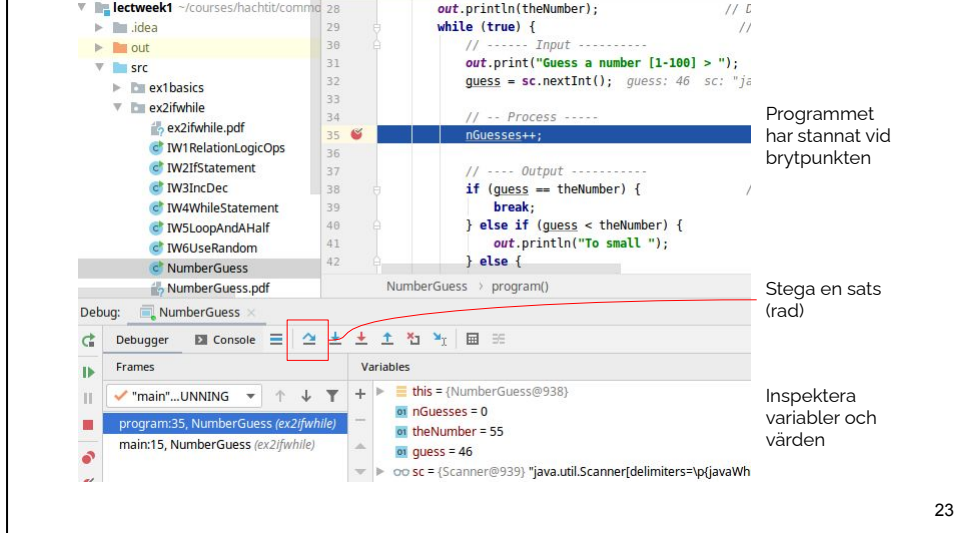 lectweek1 ~/courses/hachtit/commo
.idea
out
src
ex1basics
ex2ifwhile
ex2ifwhile.pdf
IW1RelationLogicOps
IW2IfStatement
IW3IncDec
IW4WhileStatement
IW5LoopAndAHalf
IW6UseRandom
NumberGuess
NumberGuess.pdf
28 out.println(theNumber); // D
29 while (true) { //
30 // ------ Input ----------
31 out.print("Guess a number [1-100] > ");
32 guess = sc.nextInt(); guess: 46 sc: "ja
33
34 // -- Process -----
35 nGuesses++;
36
37 // ---- Output -----------
38 if (guess == theNumber) { /
39 break;
40 } else if (guess < theNumber) {
41 out.println("To small ");
42 } else {
NumberGuess > program()
Programmet
har stannat vid
brytpunkten
Stega en sats
(rad)
Debug: NumberGuess
Debugger Console
Frames
"main"...UNNING
program:35, NumberGuess (ex2ifwhile)
main:15, NumberGuess (ex2ifwhile)
Variables
this = {NumberGuess@938}
nGuesses = 0
theNumber = 55
guess = 46
sc = {Scanner@939} "java.util.Scanner[delimiters=\p{javaWh
Inspektera
variabler och
värden
23